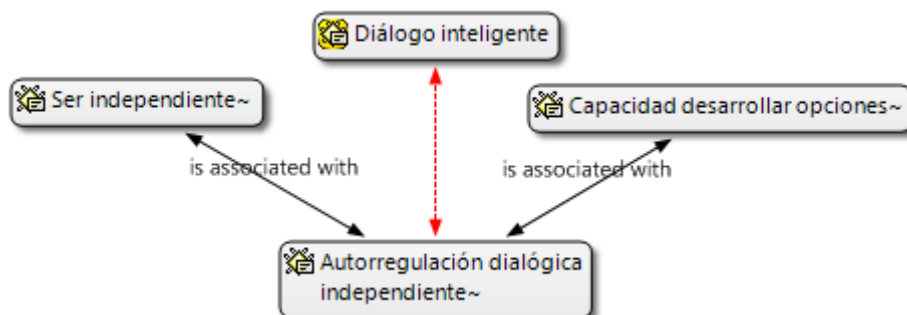 Diálogo inteligente
Ser independiente~
Capacidad desarrollar opciones~
is associated with
is associated with
Autorregulación dialógica
independiente~